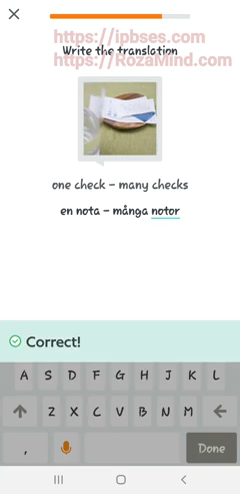 https://ipbses.com
Write the translation
https://RozaMind.com
one check – many checks
en nota – många notor
Correct!
A S D F G H J K L
Z X C V B N M
, Done